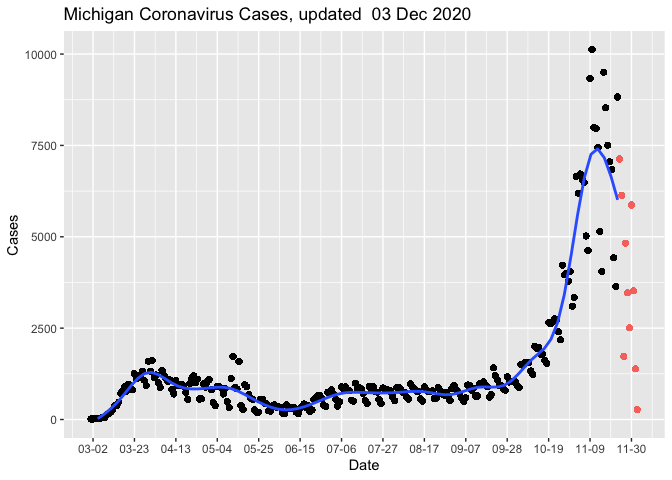 Michigan Coronavirus Cases, updated  03 Dec 2020
10000
7500
5000
2500
0
Cases
03-02 03-23 04-13 05-04 05-25 06-15 07-06 07-27 08-17 09-07 09-28 10-19 11-09 11-30
Date